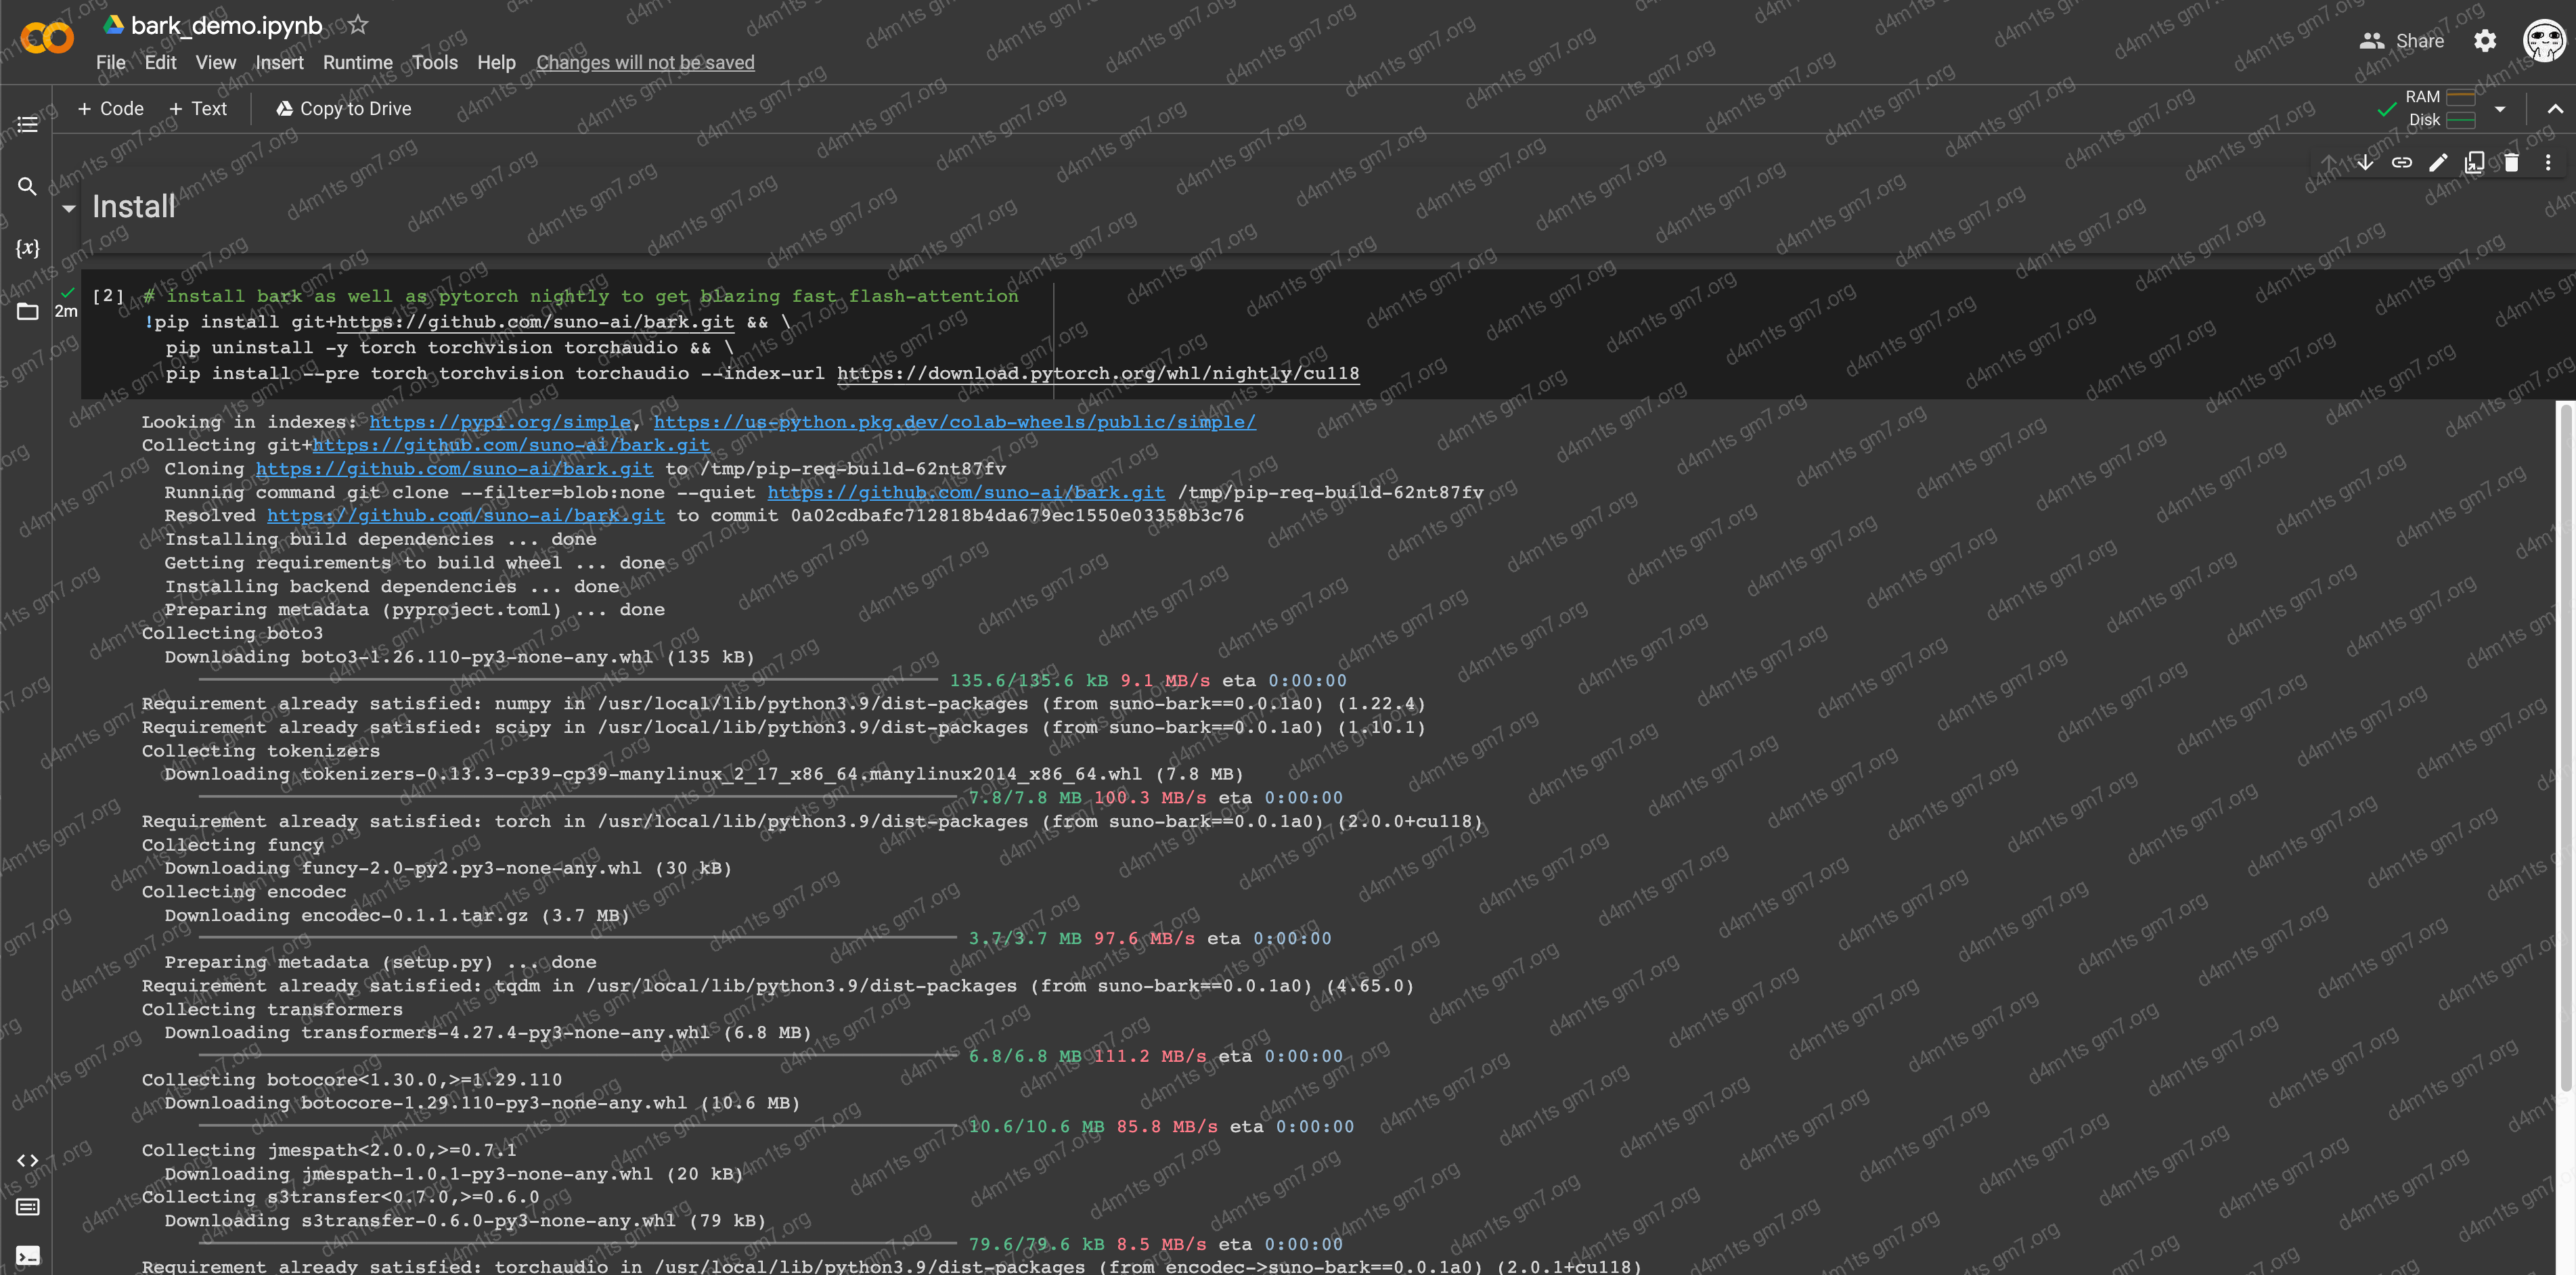 bark_demo.ipynb
File Edit View Insert Runtime Tools Help Changes will not be saved
Share
+ Code + Text Copy to Drive
RAM
Disk
Install
{x}
2m
[2] # install bark as well as pytorch nightly to get blazing fast flash-attention
!pip install git+https://github.com/suno-ai/bark.git && \
pip uninstall -y torch torchvision torchaudio && \
pip install --pre torch torchvision torchaudio --index-url https://download.pytorch.org/whl/nightly/cu118
Looking in indexes: https://pypi.org/simple, https://us-python.pkg.dev/colab-wheels/public/simple/
Collecting git+https://github.com/suno-ai/bark.git
Cloning https://github.com/suno-ai/bark.git to /tmp/pip-req-build-62nt87fv
Running command git clone --filter=blob:none --quiet https://github.com/suno-ai/bark.git /tmp/pip-req-build-62nt87fv
Resolved https://github.com/suno-ai/bark.git to commit 0a02cdbafc712818b4da679ec1550e03358b3c76
Installing build dependencies ... done
Getting requirements to build wheel ... done
Installing backend dependencies ... done
Preparing metadata (pyproject.toml) ... done
Collecting boto3
Downloading boto3-1.26.110-py3-none-any.whl (135 kB)
135.6/135.6 kB 9.1 MB/s eta 0:00:00
Requirement already satisfied: numpy in /usr/local/lib/python3.9/dist-packages (from suno-bark==0.0.1a0) (1.22.4)
Requirement already satisfied: scipy in /usr/local/lib/python3.9/dist-packages (from suno-bark==0.0.1a0) (1.10.1)
Collecting tokenizers
Downloading tokenizers-0.13.3-cp39-cp39-manylinux_2_17_x86_64.manylinux2014_x86_64.whl (7.8 MB)
7.8/7.8 MB 100.3 MB/s eta 0:00:00
Requirement already satisfied: torch in /usr/local/lib/python3.9/dist-packages (from suno-bark==0.0.1a0) (2.0.0+cu118)
Collecting funcy
Downloading funcy-2.0-py2.py3-none-any.whl (30 kB)
Collecting encodec
Downloading encodec-0.1.1.tar.gz (3.7 MB)
3.7/3.7 MB 97.6 MB/s eta 0:00:00
Preparing metadata (setup.py) ... done
Requirement already satisfied: tqdm in /usr/local/lib/python3.9/dist-packages (from suno-bark==0.0.1a0) (4.65.0)
Collecting transformers
Downloading transformers-4.27.4-py3-none-any.whl (6.8 MB)
6.8/6.8 MB 111.2 MB/s eta 0:00:00
Collecting botocore<1.30.0,>=1.29.110
Downloading botocore-1.29.110-py3-none-any.whl (10.6 MB)
10.6/10.6 MB 85.8 MB/s eta 0:00:00
Collecting jmespath<2.0.0,>=0.7.1
Downloading jmespath-1.0.1-py3-none-any.whl (20 kB)
Collecting s3transfer<0.7.0,>=0.6.0
Downloading s3transfer-0.6.0-py3-none-any.whl (79 kB)
79.6/79.6 kB 8.5 MB/s eta 0:00:00
Requirement already satisfied: torchaudio in /usr/local/lib/python3.9/dist-packages (from encodec->suno-bark==0.0.1a0) (2.0.1+cu118)
d4m1ts gm7.org